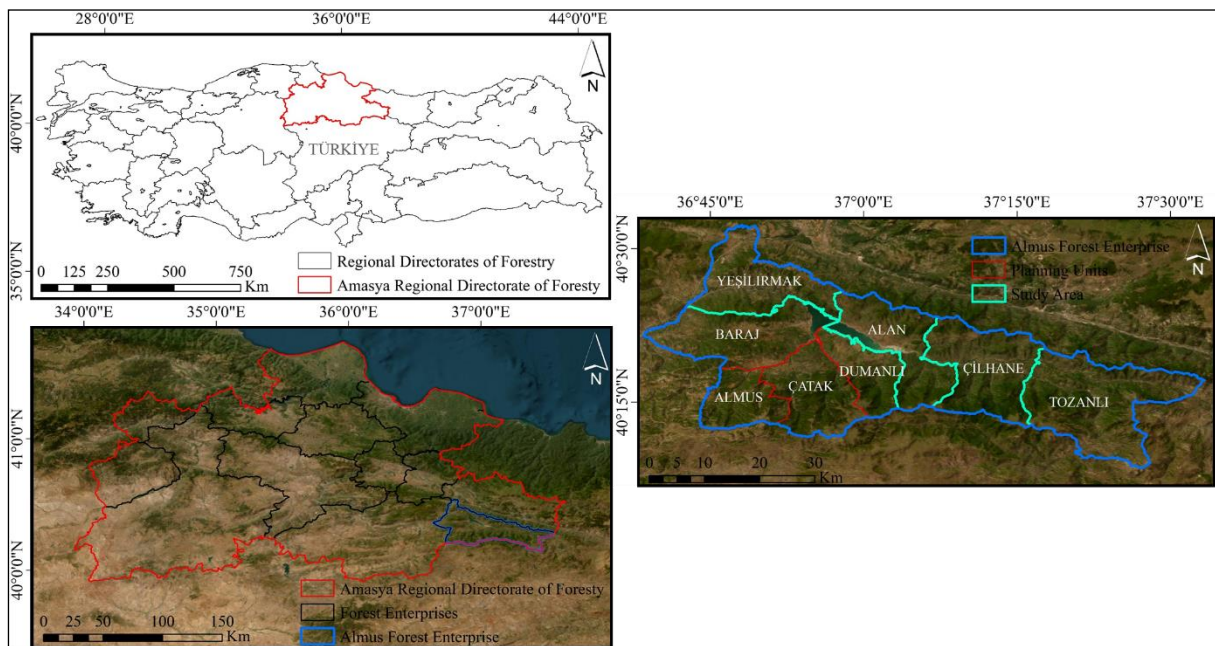 28°0'0"E 36°0'0"E 44°0'0"E
40°0'0"N
35°0'0"N
N
TÜRKİYE
0 125 250 500 750
Km
Regional Directorates of Forestry
Amasya Regional Directorate of Foresty
34°0'0"E 35°0'0"E 36°0'0"E 37°0'0"E
41°0'0"N
40°0'0"N
N
0 25 50 100 150
Km
Amasya Regional Directorate of Foresty
Forest Enterprises
Almus Forest Enterprise
36°45'0"E 37°0'0"E 37°15'0"E 37°30'0"E
40°30'0"N
40°15'0"N
N
Almus Forest Enterprise
Planning Units
Study Area
YEŞİLIRMAK
BARAJ
ALAN
DUMANLI
ÇİLHANE
ALMUS
ÇATAK
TOZANLI
0 5 10 20 30
Km